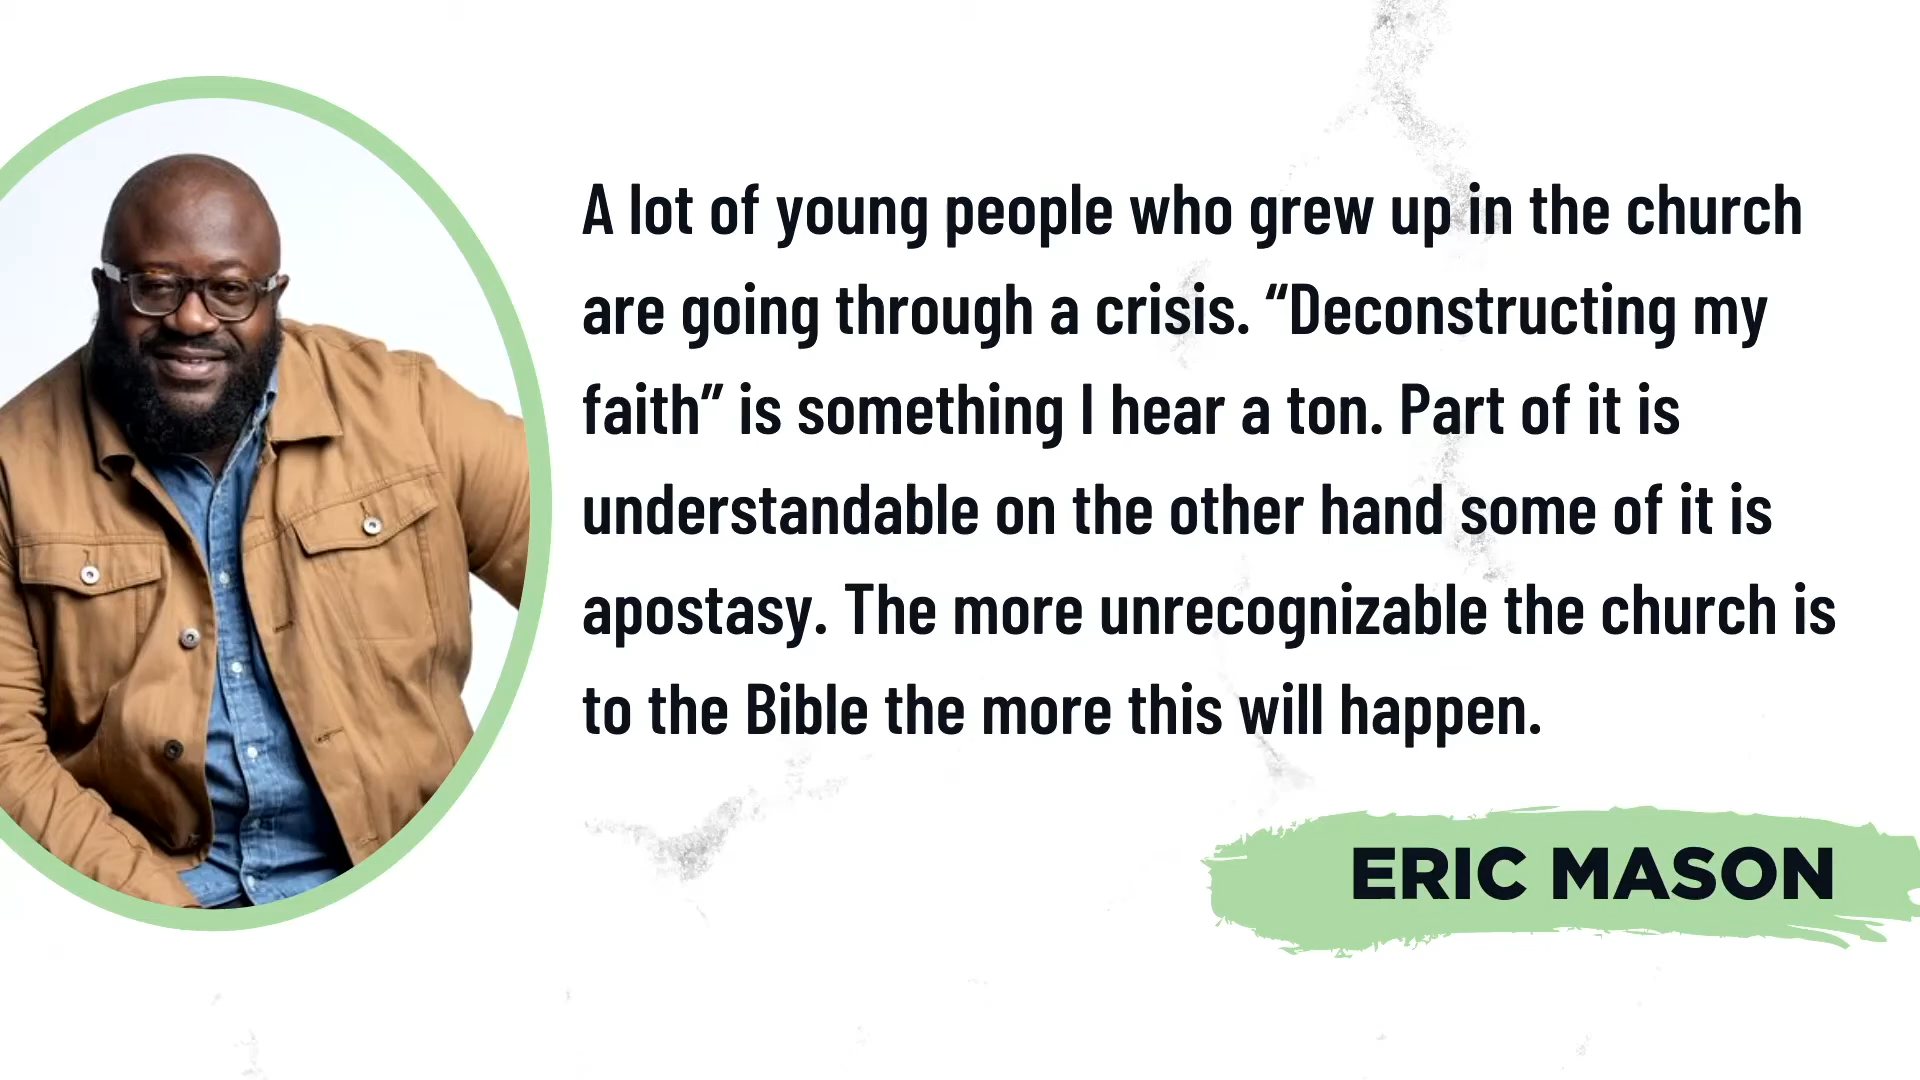 A lot of young people who grew up in the church
are going through a crisis. “Deconstructing my
faith” is something I hear a ton. Part of it is
understandable on the other hand some of it is
apostasy. The more unrecognizable the church is
to the Bible the more this will happen.
ERIC MASON